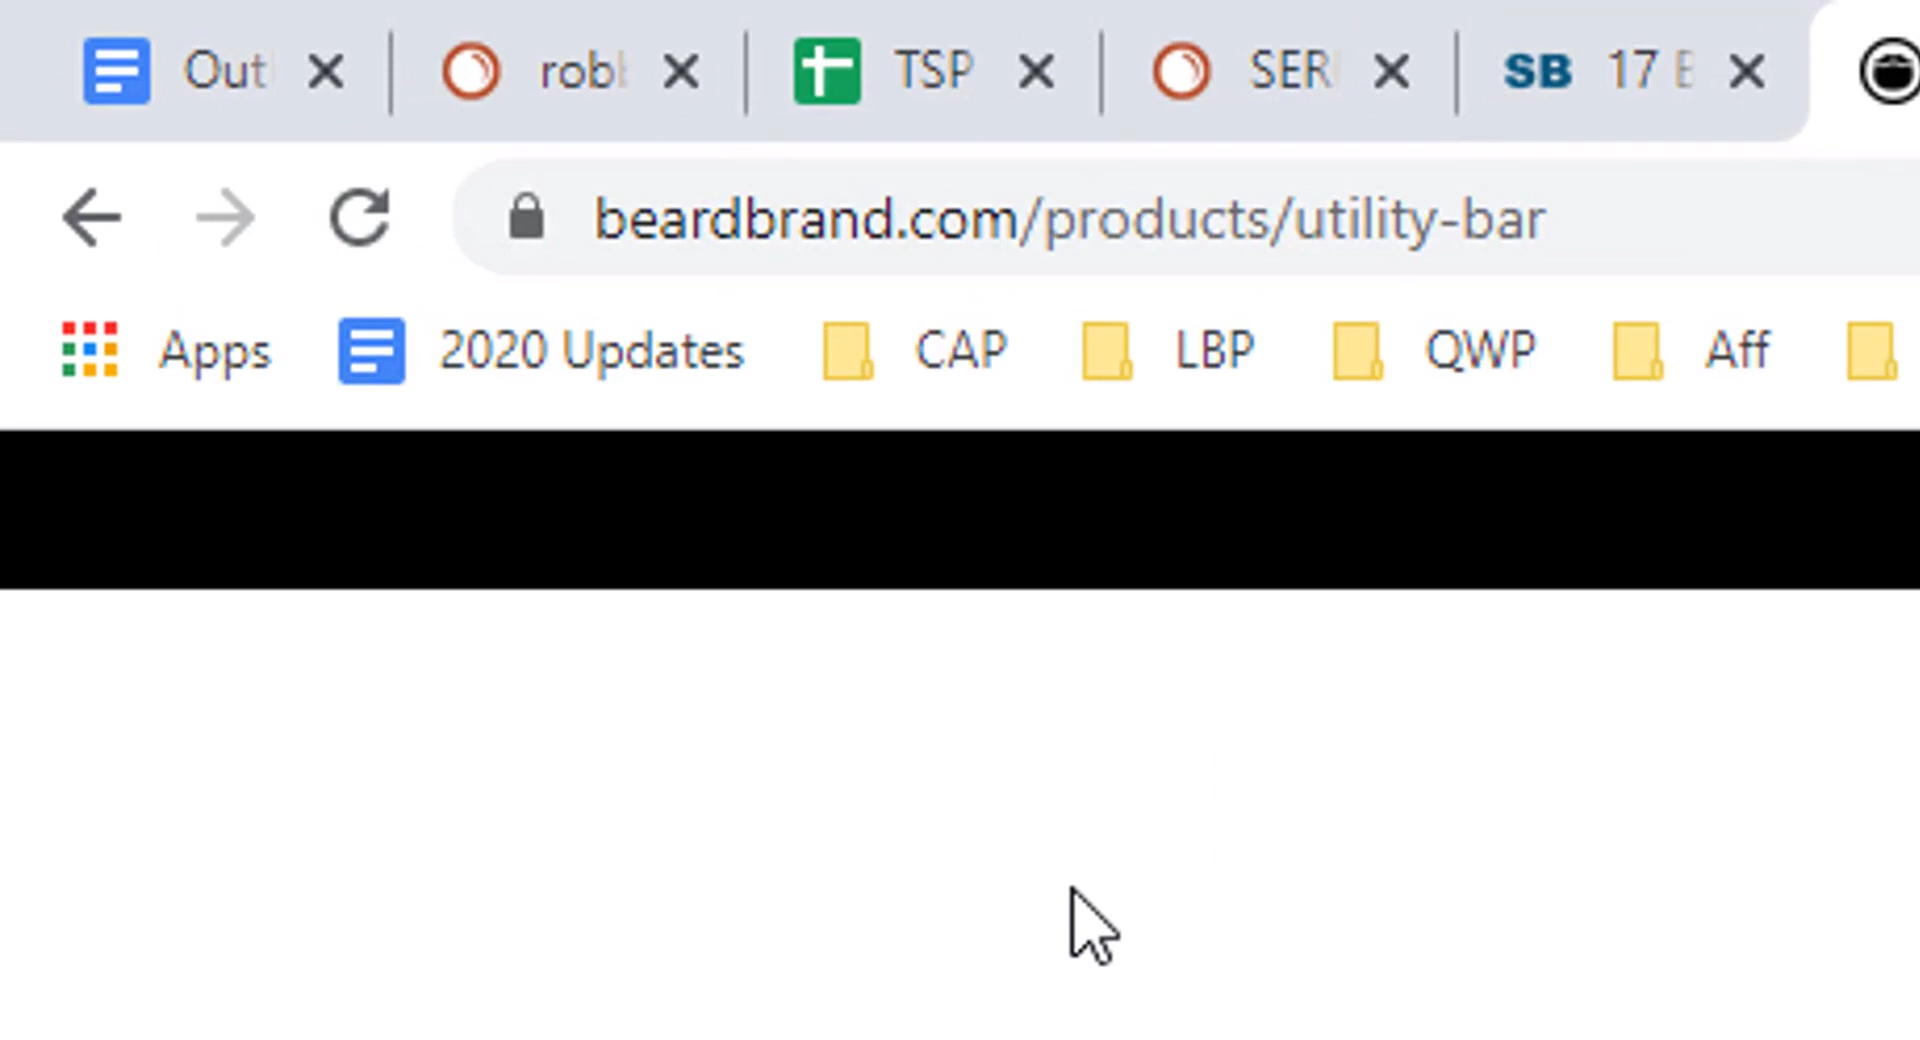 Out rob TSP SER SB 17 E
beardbrand.com/products/utility-bar
Apps 2020 Updates CAP LBP QWP Aff